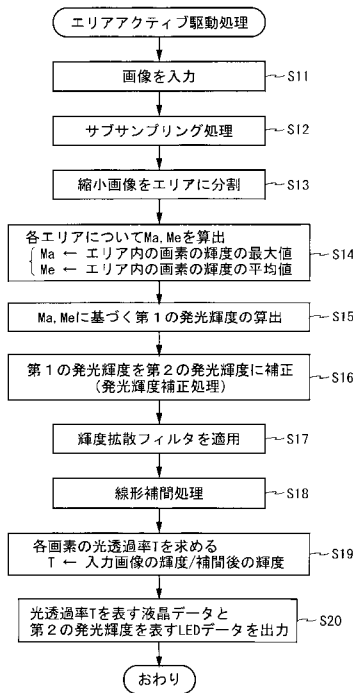 エリアアクティブ駆動処理
画像を入力
S11
サブサンプリング処理
S12
縮小画像をエリアに分割
S13
各エリアについてMa,Meを算出
Ma ← エリア内の画素の輝度の最大値
Me ← エリア内の画素の輝度の平均値
S14
Ma,Meに基づく第1の発光輝度の算出
S15
第1の発光輝度を第2の発光輝度に補正
(発光輝度補正処理)
S16
輝度拡散フィルタを適用
S17
線形補間処理
S18
各画素の光透過率Tを求める
T ← 入力画像の輝度/補間後の輝度
S19
光透過率Tを表す液晶データと
第2の発光輝度を表すLEDデータを出力
S20
おわり